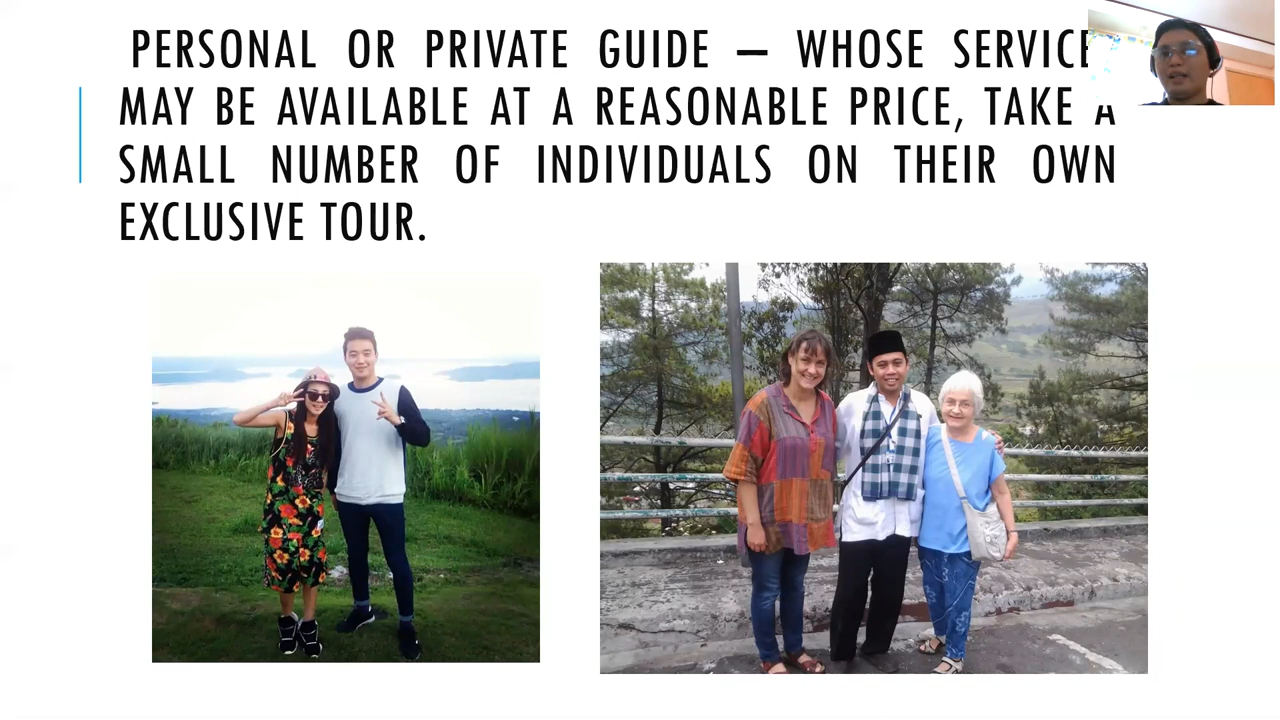 PERSONAL OR PRIVATE GUIDE – WHOSE SERVICE
MAY BE AVAILABLE AT A REASONABLE PRICE, TAKE A
SMALL NUMBER OF INDIVIDUALS ON THEIR OWN
EXCLUSIVE TOUR.